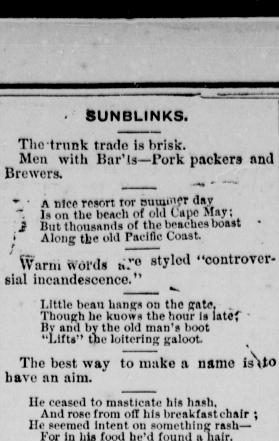 SUNBLINKS.
The trunk trade is brisk.
Men with Bar'ls—Pork packers and
Brewers.
A nice resort for summer day
Is on the beach of old Cape May;
But thousands of the beaches boast
Along the old Pacific Coast.
Warm words are styled "controver-
sial incandescence."
Little beau hangs on the gate,
Though he knows the hour is late;
By and by the old man's boot
"Lifts" the loitering galoot.
The best way to make a name is to
have an aim.
He ceased to masticate his hash,
And rose from off his breakfast chair;
He seemed intent on something rash—
For in his food he'd found a hair.